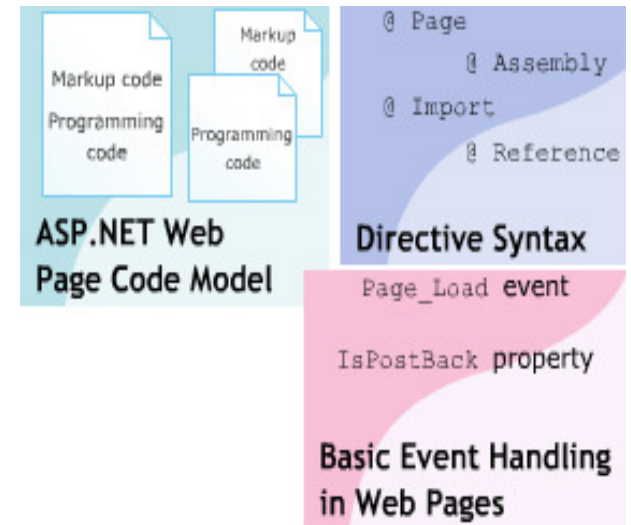 Markup code
Programming
code
Markup
code
Programming
code
ASP.NET Web
Page Code Model
@ Page
@ Assembly
@ Import
@ Reference
Directive Syntax
Page_Load event
IsPostBack property
Basic Event Handling
in Web Pages